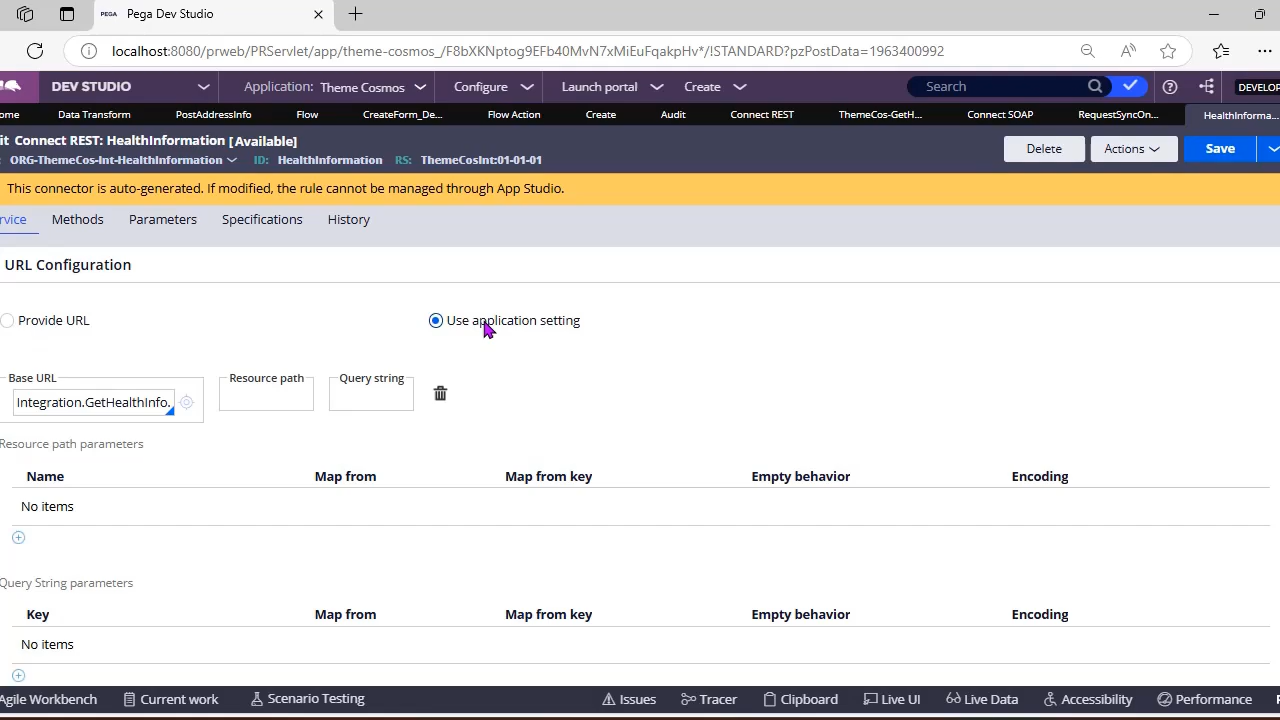 PEGA Pega Dev Studio
localhost:8080/prweb/PRServlet/app/theme-cosmos_/F8bXKNptog9EFb40MvN7xMiEuFqakpHv*/!STANDARD?pzPostData=1963400992
DEV STUDIO Application: Theme Cosmos Configure Launch portal Create Search DEVELOP
ome Data Transform PostAddressInfo Flow CreateForm_De... Flow Action Create Audit Connect REST ThemeCos-GetH... Connect SOAP RequestSyncOn... HealthInforma...
it Connect REST: HealthInformation [Available]
: ORG-ThemeCos-Int-HealthInformation ID: HealthInformation RS: ThemeCosInt:01-01-01
Delete Actions Save
This connector is auto-generated. If modified, the rule cannot be managed through App Studio.
rvice Methods Parameters Specifications History
URL Configuration
Provide URL Use application setting
Base URL Resource path Query string
Integration.GetHealthInfo.
Resource path parameters
Name Map from Map from key Empty behavior Encoding
No items
Query String parameters
Key Map from Map from key Empty behavior Encoding
No items
Agile Workbench Current work Scenario Testing Issues Tracer Clipboard Live UI Live Data Accessibility Performance